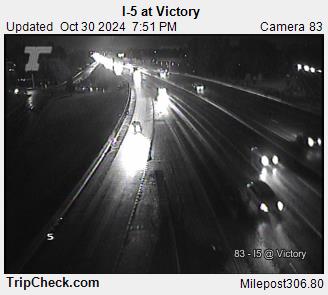 I-5 at Victory
Updated Oct 30 2024 7:51 PM Camera 83
T
S
83 - I5 @ Victory
TripCheck.com Milepost306.80